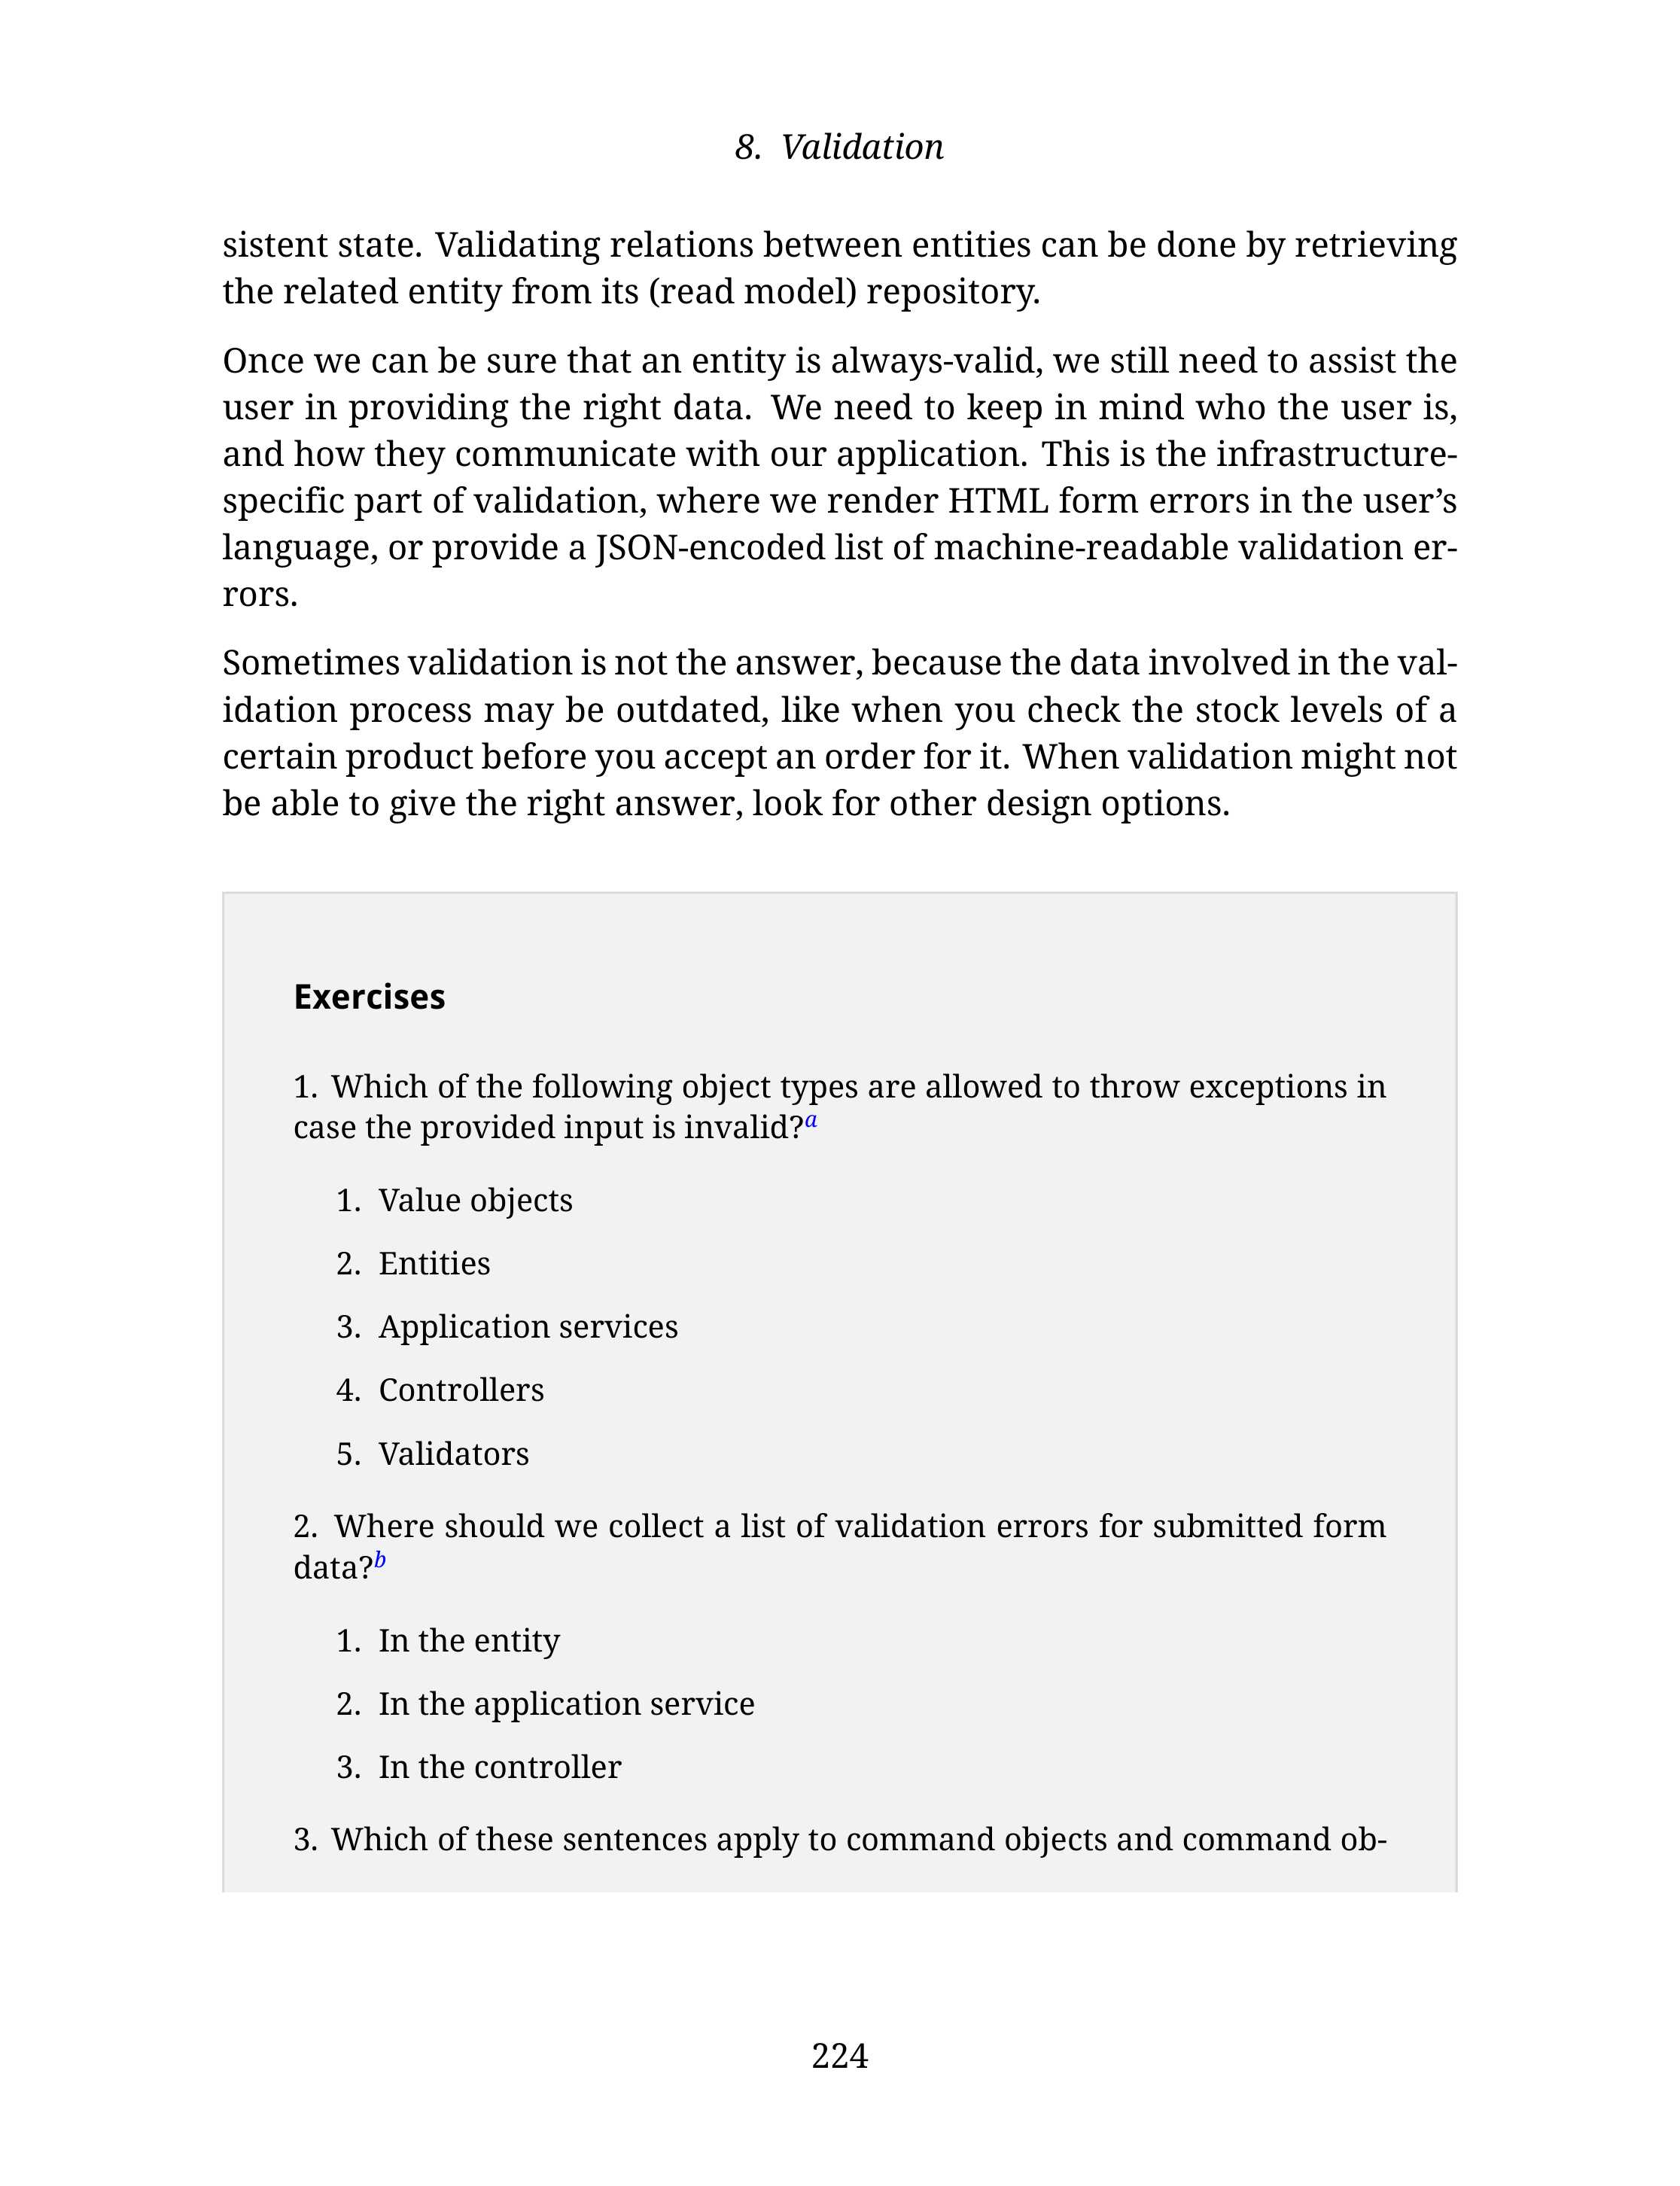 8. Validation
sistent state. Validating relations between entities can be done by retrieving
the related entity from its (read model) repository.
Once we can be sure that an entity is always-valid, we still need to assist the
user in providing the right data. We need to keep in mind who the user is,
and how they communicate with our application. This is the infrastructure-
specific part of validation, where we render HTML form errors in the user’s
language, or provide a JSON-encoded list of machine-readable validation er-
rors.
Sometimes validation is not the answer, because the data involved in the val-
idation process may be outdated, like when you check the stock levels of a
certain product before you accept an order for it. When validation might not
be able to give the right answer, look for other design options.
Exercises
1. Which of the following object types are allowed to throw exceptions in
case the provided input is invalid?a
1. Value objects
2. Entities
3. Application services
4. Controllers
5. Validators
2. Where should we collect a list of validation errors for submitted form
data?b
1. In the entity
2. In the application service
3. In the controller
3. Which of these sentences apply to command objects and command ob-
224